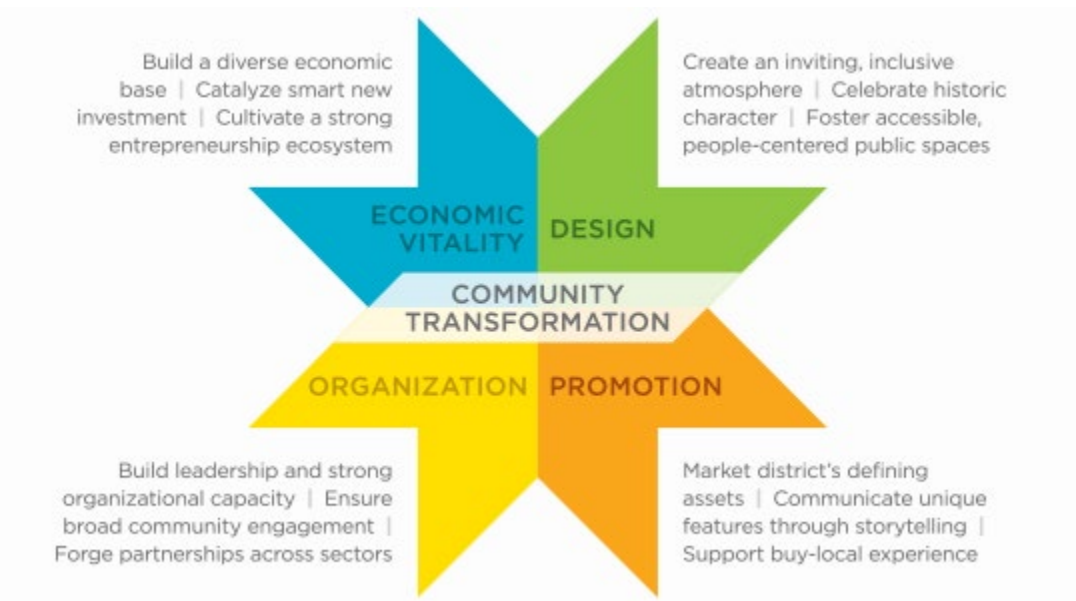 Build a diverse economic
base | Catalyze smart new
investment | Cultivate a strong
entrepreneurship ecosystem
Create an inviting, inclusive
atmosphere | Celebrate historic
character | Foster accessible,
people-centered public spaces
ECONOMIC
VITALITY
DESIGN
COMMUNITY
TRANSFORMATION
ORGANIZATION
PROMOTION
Build leadership and strong
organizational capacity | Ensure
broad community engagement |
Forge partnerships across sectors
Market district's defining
assets | Communicate unique
features through storytelling |
Support buy-local experience